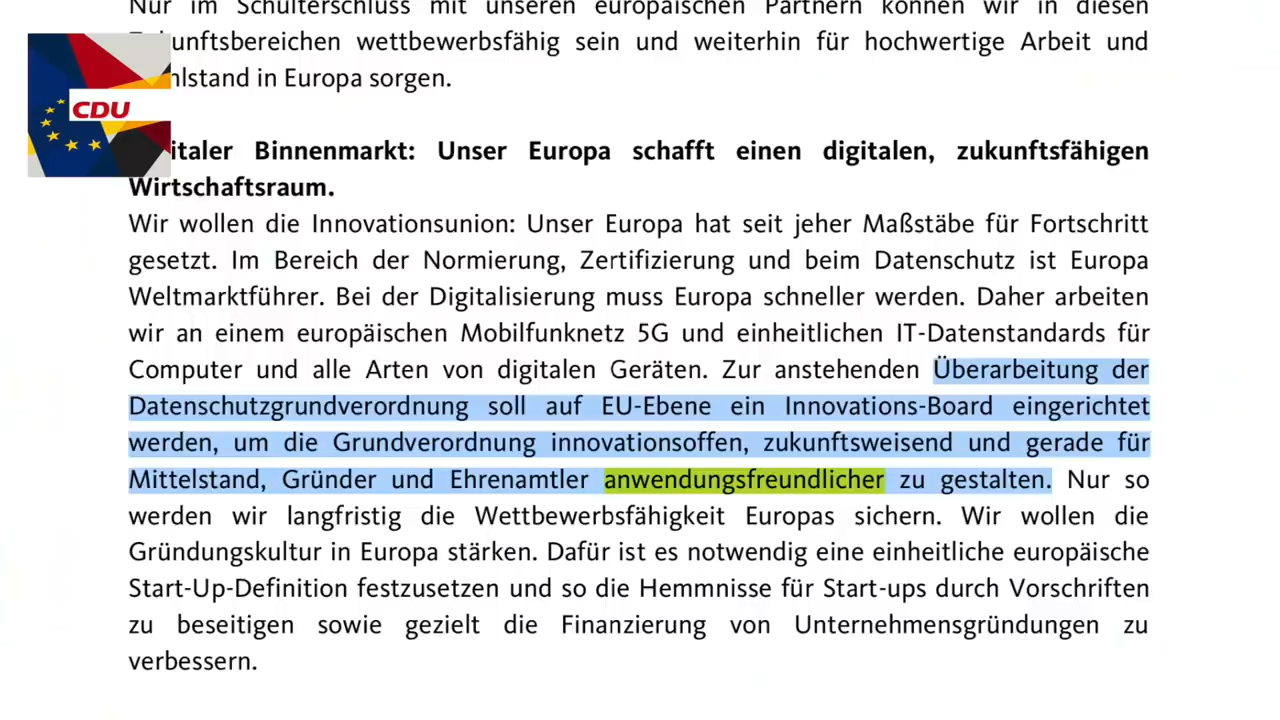 Nur im Schulterschluss mit unseren europäischen Partnern können wir in diesen
Zukunftsbereichen wettbewerbsfähig sein und weiterhin für hochwertige Arbeit und
hlstand in Europa sorgen.
CDU
italer Binnenmarkt: Unser Europa schafft einen digitalen, zukunftsfähigen
Wirtschaftsraum.
Wir wollen die Innovationsunion: Unser Europa hat seit jeher Maßstäbe für Fortschritt
gesetzt. Im Bereich der Normierung, Zertifizierung und beim Datenschutz ist Europa
Weltmarktführer. Bei der Digitalisierung muss Europa schneller werden. Daher arbeiten
wir an einem europäischen Mobilfunknetz 5G und einheitlichen IT-Datenstandards für
Computer und alle Arten von digitalen Geräten. Zur anstehenden Überarbeitung der
Datenschutzgrundverordnung soll auf EU-Ebene ein Innovations-Board eingerichtet
werden, um die Grundverordnung innovationsoffen, zukunftsweisend und gerade für
Mittelstand, Gründer und Ehrenamtler anwendungsfreundlicher zu gestalten. Nur so
werden wir langfristig die Wettbewerbsfähigkeit Europas sichern. Wir wollen die
Gründungskultur in Europa stärken. Dafür ist es notwendig eine einheitliche europäische
Start-Up-Definition festzusetzen und so die Hemmnisse für Start-ups durch Vorschriften
zu beseitigen sowie gezielt die Finanzierung von Unternehmensgründungen zu
verbessern.